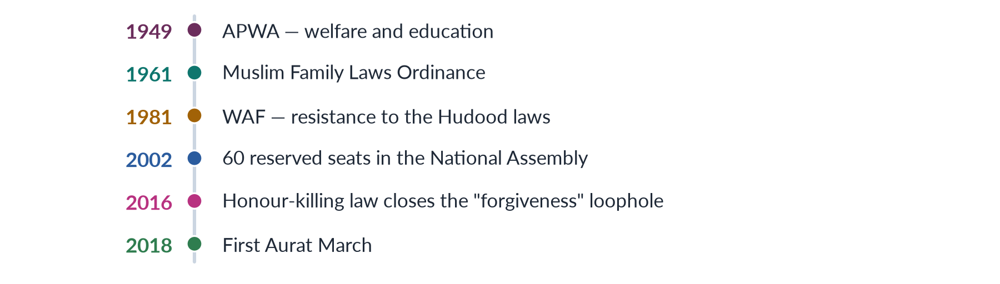 1949 APWA — welfare and education
1961 Muslim Family Laws Ordinance
1981 WAF — resistance to the Hudood laws
2002 60 reserved seats in the National Assembly
2016 Honour-killing law closes the "forgiveness" loophole
2018 First Aurat March